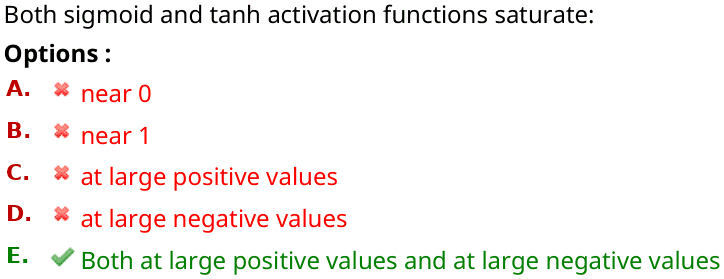 Both sigmoid and tanh activation functions saturate:
Options :
A. near 0
B. near 1
C. at large positive values
D. at large negative values
E. Both at large positive values and at large negative values